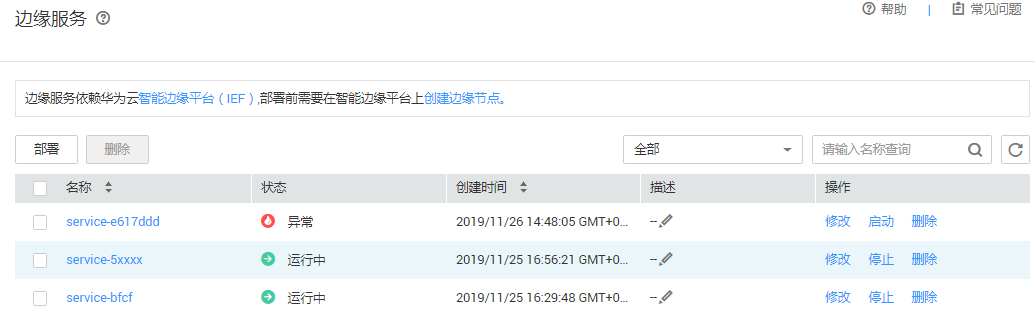 边缘服务
帮助 | 常见问题
边缘服务依赖华为云智能边缘平台（IEF）,部署前需要在智能边缘平台上创建边缘节点。
部署 删除 全部 请输入名称查询
名称 状态 创建时间 描述 操作
service-e617ddd 异常 2019/11/26 14:48:05 GMT+0... -- 修改 启动 删除
service-5xxxx 运行中 2019/11/25 16:56:21 GMT+0... -- 修改 停止 删除
service-bfcf 运行中 2019/11/25 16:29:48 GMT+0... -- 修改 停止 删除